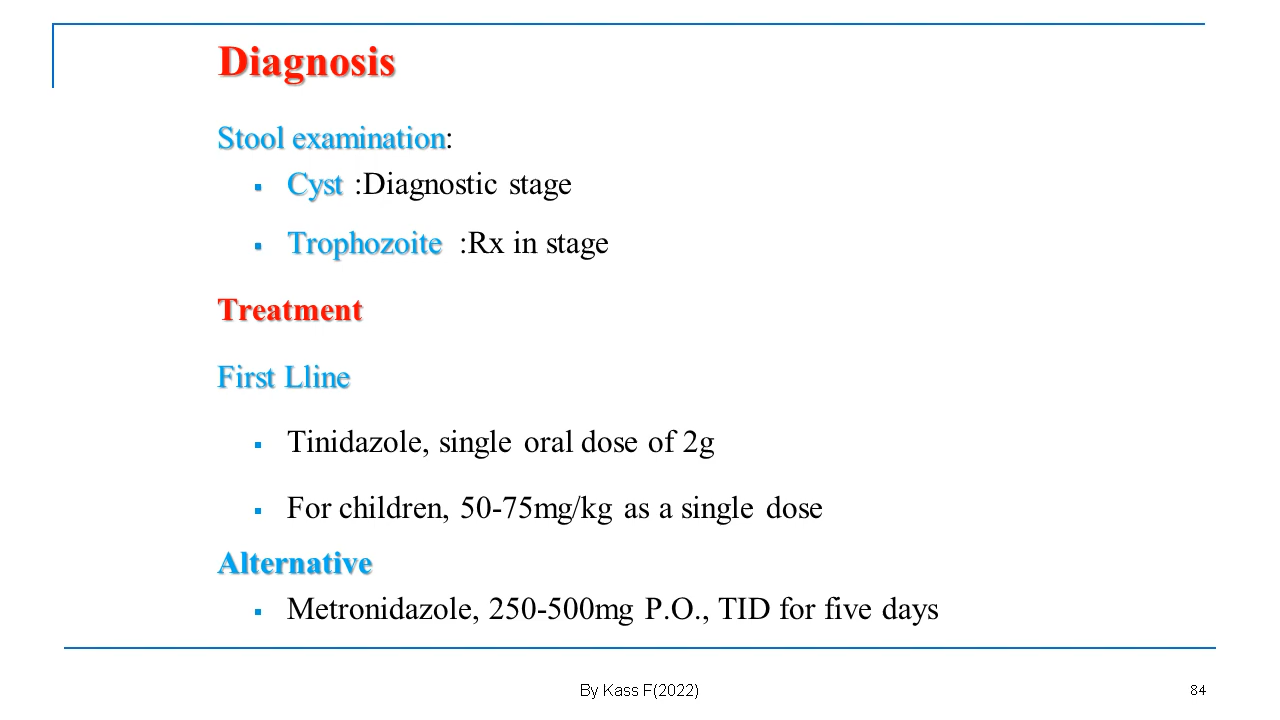 Diagnosis
Stool examination:
▪ Cyst :Diagnostic stage
▪ Trophozoite :Rx in stage
Treatment
First Lline
▪ Tinidazole, single oral dose of 2g
▪ For children, 50-75mg/kg as a single dose
Alternative
▪ Metronidazole, 250-500mg P.O., TID for five days
By Kass F(2022)
84